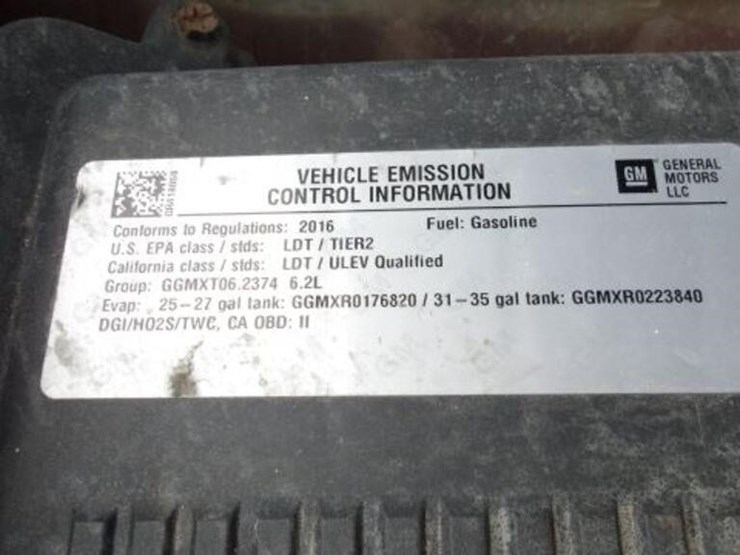 VEHICLE EMISSION
CONTROL INFORMATION
GM
GENERAL
MOTORS
LLC
Conforms to Regulations: 2016 Fuel: Gasoline
U.S. EPA class / stds: LDT / TIER2
California class / stds: LDT / ULEV Qualified
Group: GGMXT06.2374 6.2L
Evap: 25-27 gal tank: GGMXR0176820 / 31-35 gal tank: GGMXR0223840
DGI/HO2S/TWC, CA OBD: II